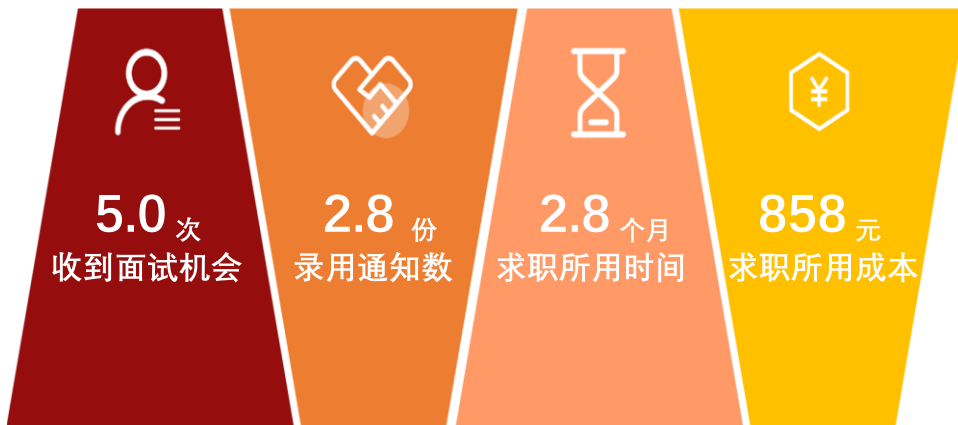 5.0 次
收到面试机会
2.8 份
录用通知数
2.8 个月
求职所用时间
¥
858 元
求职所用成本